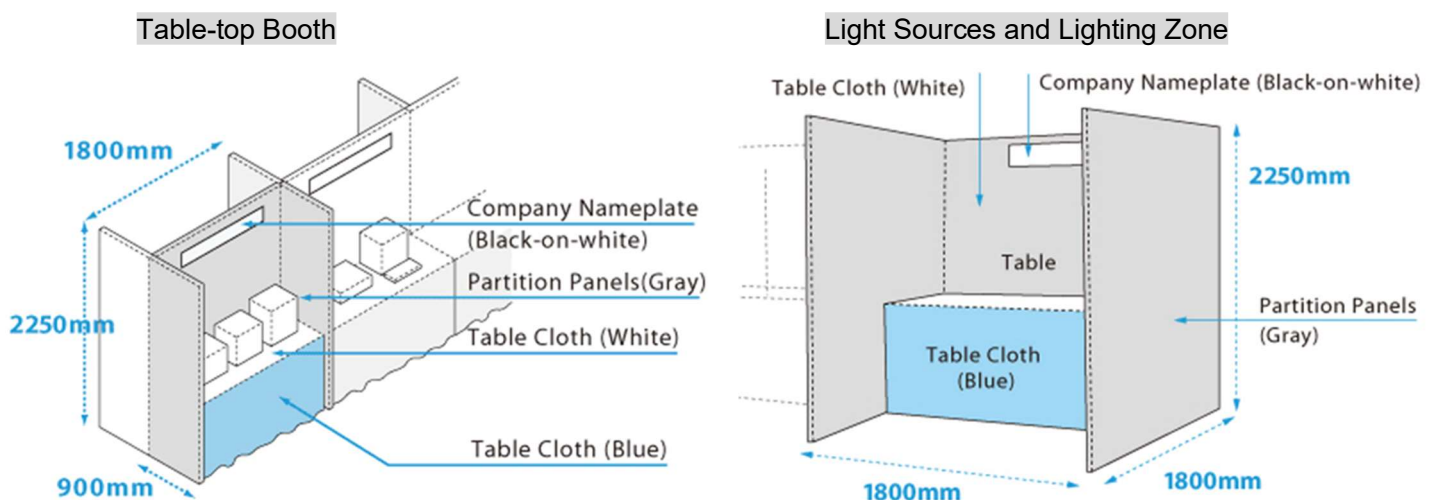 Table-top Booth
1800mm
Company Nameplate
(Black-on-white)
Partition Panels(Gray)
2250mm
Table Cloth (White)
Table Cloth (Blue)
900mm
Light Sources and Lighting Zone
Table Cloth (White)
Company Nameplate (Black-on-white)
2250mm
Table
Partition Panels
(Gray)
Table Cloth
(Blue)
1800mm
1800mm